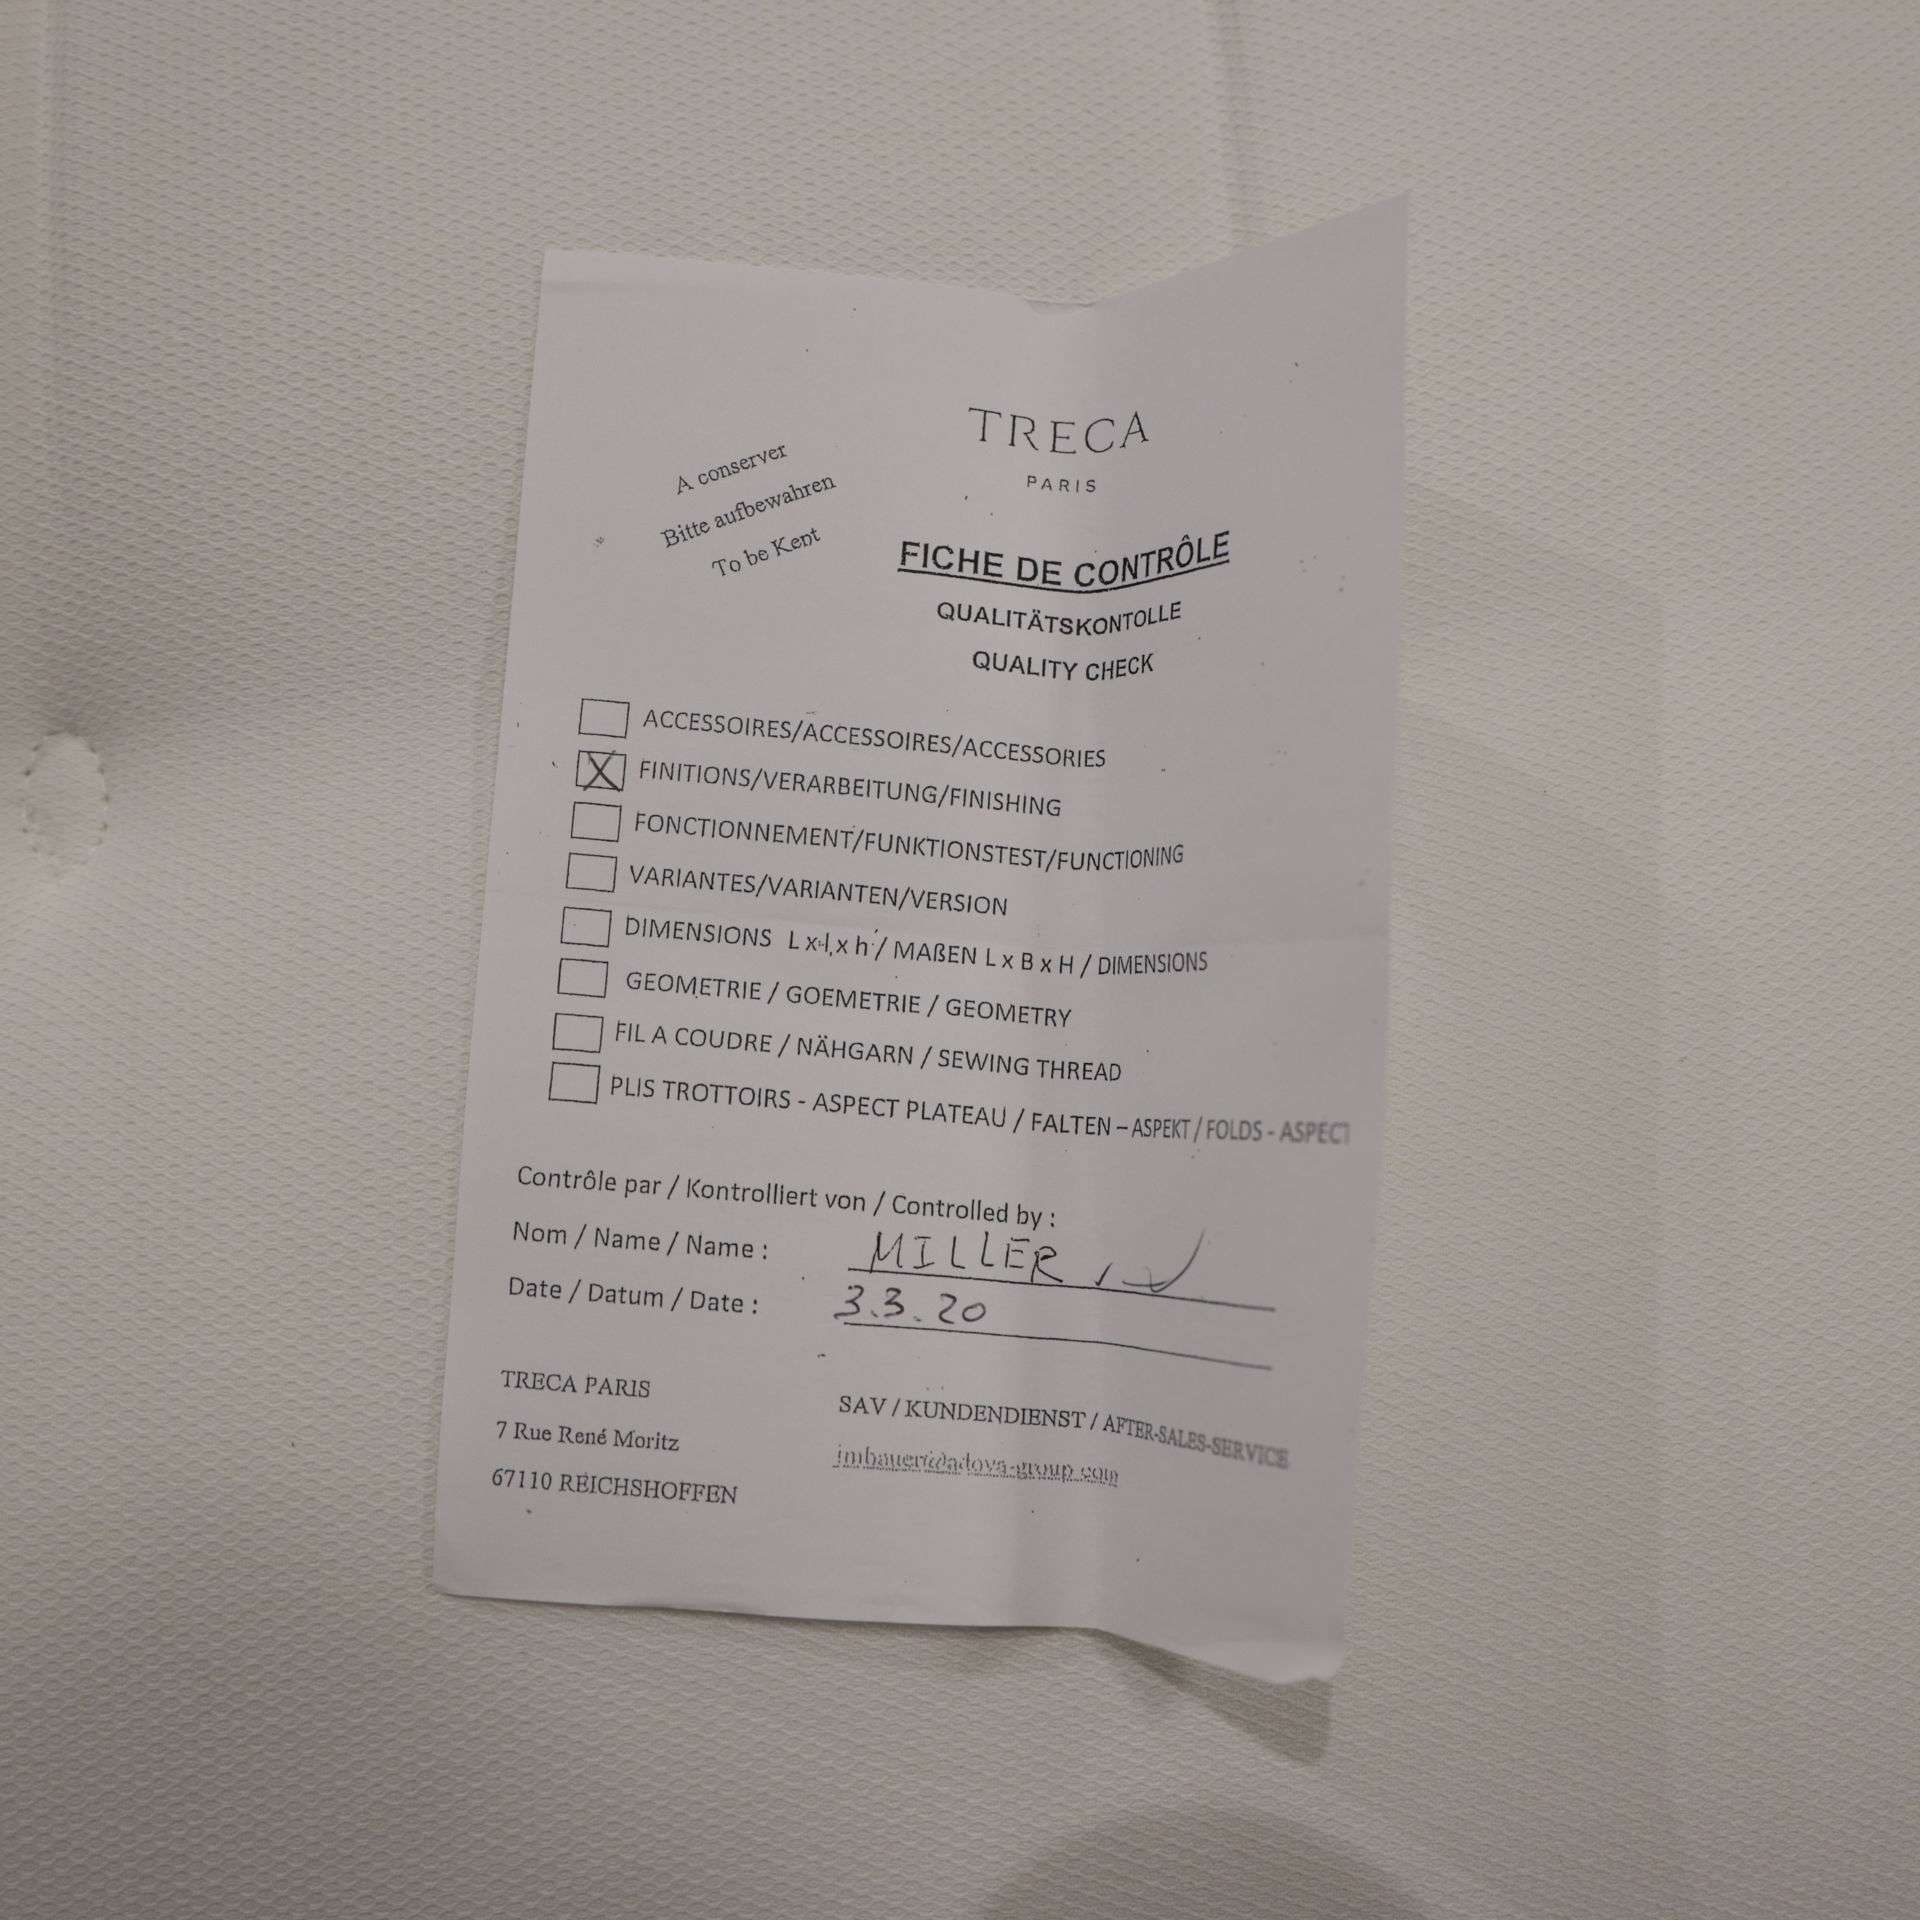 TRECA
PARIS
A conserver
Bitte aufbewahren
To be Kent
FICHE DE CONTRÔLE
QUALITÄTSKONTOLLE
QUALITY CHECK
ACCESSOIRES/ACCESSOIRES/ACCESSORIES
X FINITIONS/VERARBEITUNG/FINISHING
FONCTIONNEMENT/FUNKTIONSTEST/FUNCTIONING
VARIANTES/VARIANTEN/VERSION
DIMENSIONS L x l x h / MAßEN L x B x H / DIMENSIONS
GEOMETRIE / GOEMETRIE / GEOMETRY
FIL A COUDRE / NÄHGARN / SEWING THREAD
PLIS TROTTOIRS - ASPECT PLATEAU / FALTEN – ASPEKT / FOLDS - ASPECT
Contrôle par / Kontrolliert von / Controlled by :
Nom / Name / Name : MILLER
Date / Datum / Date : 3.3.20
TRECA PARIS
7 Rue René Moritz
67110 REICHSHOFFEN
SAV / KUNDENDIENST / AFTER-SALES-SERVICE